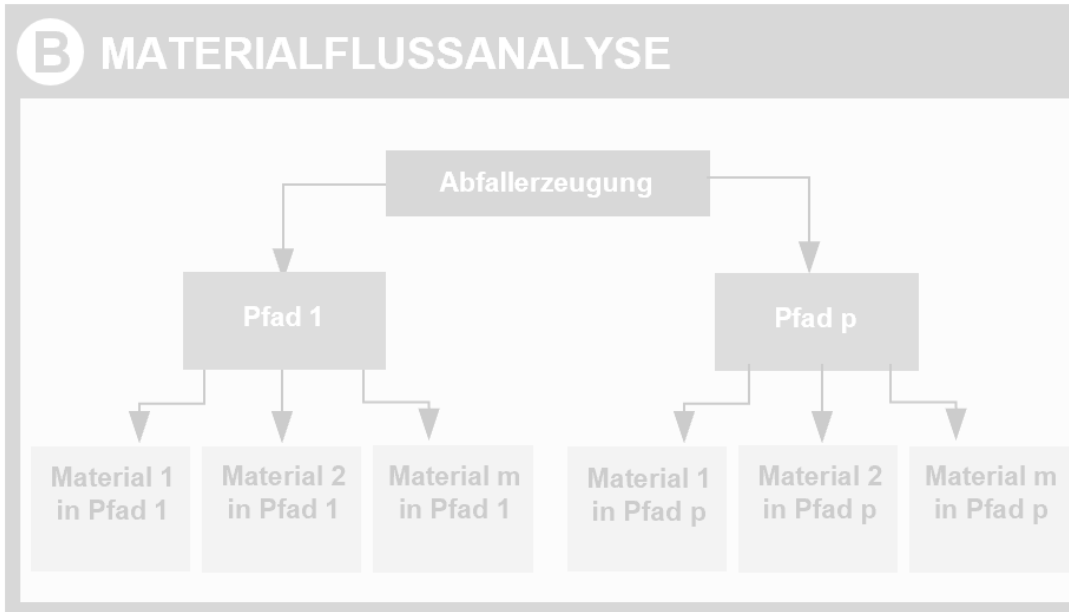 B MATERIALFLUSSANALYSE
Abfallerzeugung
Pfad 1
Pfad p
Material 1
in Pfad 1
Material 2
in Pfad 1
Material m
in Pfad 1
Material 1
in Pfad p
Material 2
in Pfad p
Material m
in Pfad p